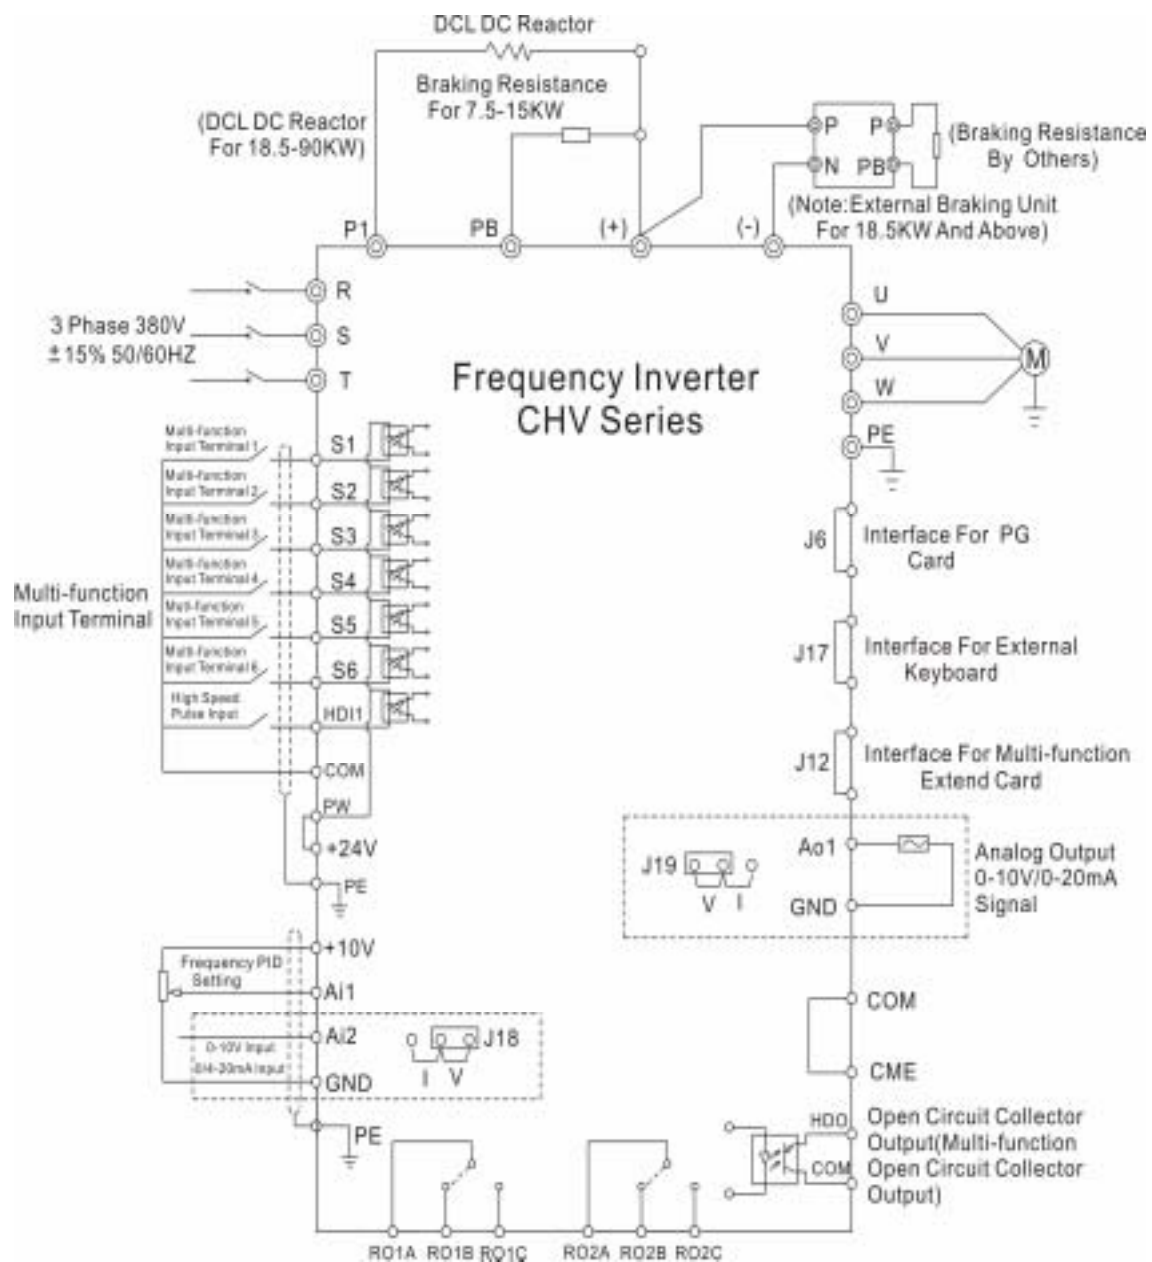 DCL DC Reactor
Braking Resistance
For 7.5-15KW
(DCL DC Reactor
For 18.5-90KW)
P P
N PB
(Braking Resistance
By Others)
(Note:External Braking Unit
For 18.5KW And Above)
P1 PB (+) (-)
R
S
T
3 Phase 380V
±15% 50/60HZ
U
V
W
M
PE
Frequency Inverter
CHV Series
Multi-function
Input Terminal 1
S1
Multi-function
Input Terminal 2
S2
Multi-function
Input Terminal 3
S3
Multi-function
Input Terminal 4
S4
Multi-function
Input Terminal 5
S5
Multi-function
Input Terminal 6
S6
High Speed
Pulse Input
HDI1
Multi-function
Input Terminal
COM
PW
+24V
PE
J6
Interface For PG
Card
J17
Interface For External
Keyboard
J12
Interface For Multi-function
Extend Card
J19
V I
Ao1
GND
Analog Output
0-10V/0-20mA
Signal
+10V
Frequency PID
Setting
Ai1
Ai2
0-10V Input
0/4-20mA Input
GND
J18
I V
PE
COM
CME
HDO
COM
Open Circuit Collector
Output(Multi-function
Open Circuit Collector
Output)
RO1A RO1B RO1C RO2A RO2B RO2C